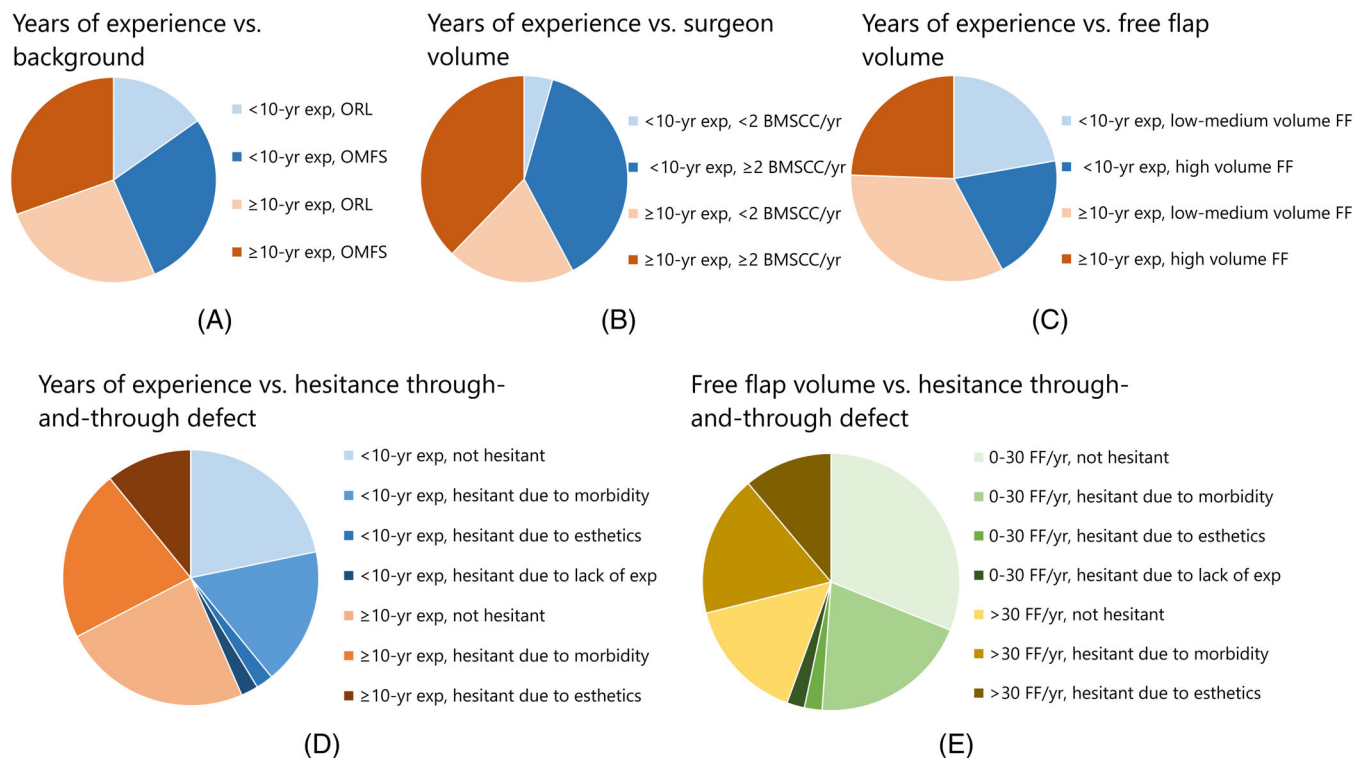 Years of experience vs.
background
<10-yr exp, ORL
<10-yr exp, OMFS
≥10-yr exp, ORL
≥10-yr exp, OMFS
(A)
Years of experience vs. surgeon
volume
<10-yr exp, <2 BMSCC/yr
<10-yr exp, ≥2 BMSCC/yr
≥10-yr exp, <2 BMSCC/yr
≥10-yr exp, ≥2 BMSCC/yr
(B)
Years of experience vs. free flap
volume
<10-yr exp, low-medium volume FF
<10-yr exp, high volume FF
≥10-yr exp, low-medium volume FF
≥10-yr exp, high volume FF
(C)
Years of experience vs. hesitance through-
and-through defect
<10-yr exp, not hesitant
<10-yr exp, hesitant due to morbidity
<10-yr exp, hesitant due to esthetics
<10-yr exp, hesitant due to lack of exp
≥10-yr exp, not hesitant
≥10-yr exp, hesitant due to morbidity
≥10-yr exp, hesitant due to esthetics
(D)
Free flap volume vs. hesitance through-
and-through defect
0-30 FF/yr, not hesitant
0-30 FF/yr, hesitant due to morbidity
0-30 FF/yr, hesitant due to esthetics
0-30 FF/yr, hesitant due to lack of exp
>30 FF/yr, not hesitant
>30 FF/yr, hesitant due to morbidity
>30 FF/yr, hesitant due to esthetics
(E)